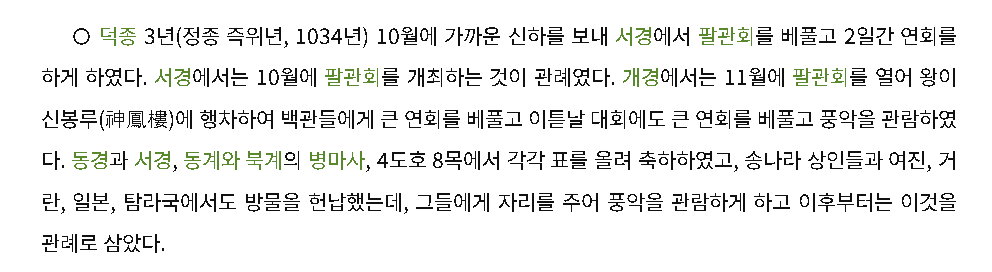 ○ 덕종 3년(정종 즉위년, 1034년) 10월에 가까운 신하를 보내 서경에서 팔관회를 베풀고 2일간 연회를
하게 하였다. 서경에서는 10월에 팔관회를 개최하는 것이 관례였다. 개경에서는 11월에 팔관회를 열어 왕이
신봉루(神鳳樓)에 행차하여 백관들에게 큰 연회를 베풀고 이튿날 대회에도 큰 연회를 베풀고 풍악을 관람하였
다. 동경과 서경, 동계와 북계의 병마사, 4도호 8목에서 각각 표를 올려 축하하였고, 송나라 상인들과 여진, 거
란, 일본, 탐라국에서도 방물을 헌납했는데, 그들에게 자리를 주어 풍악을 관람하게 하고 이후부터는 이것을
관례로 삼았다.